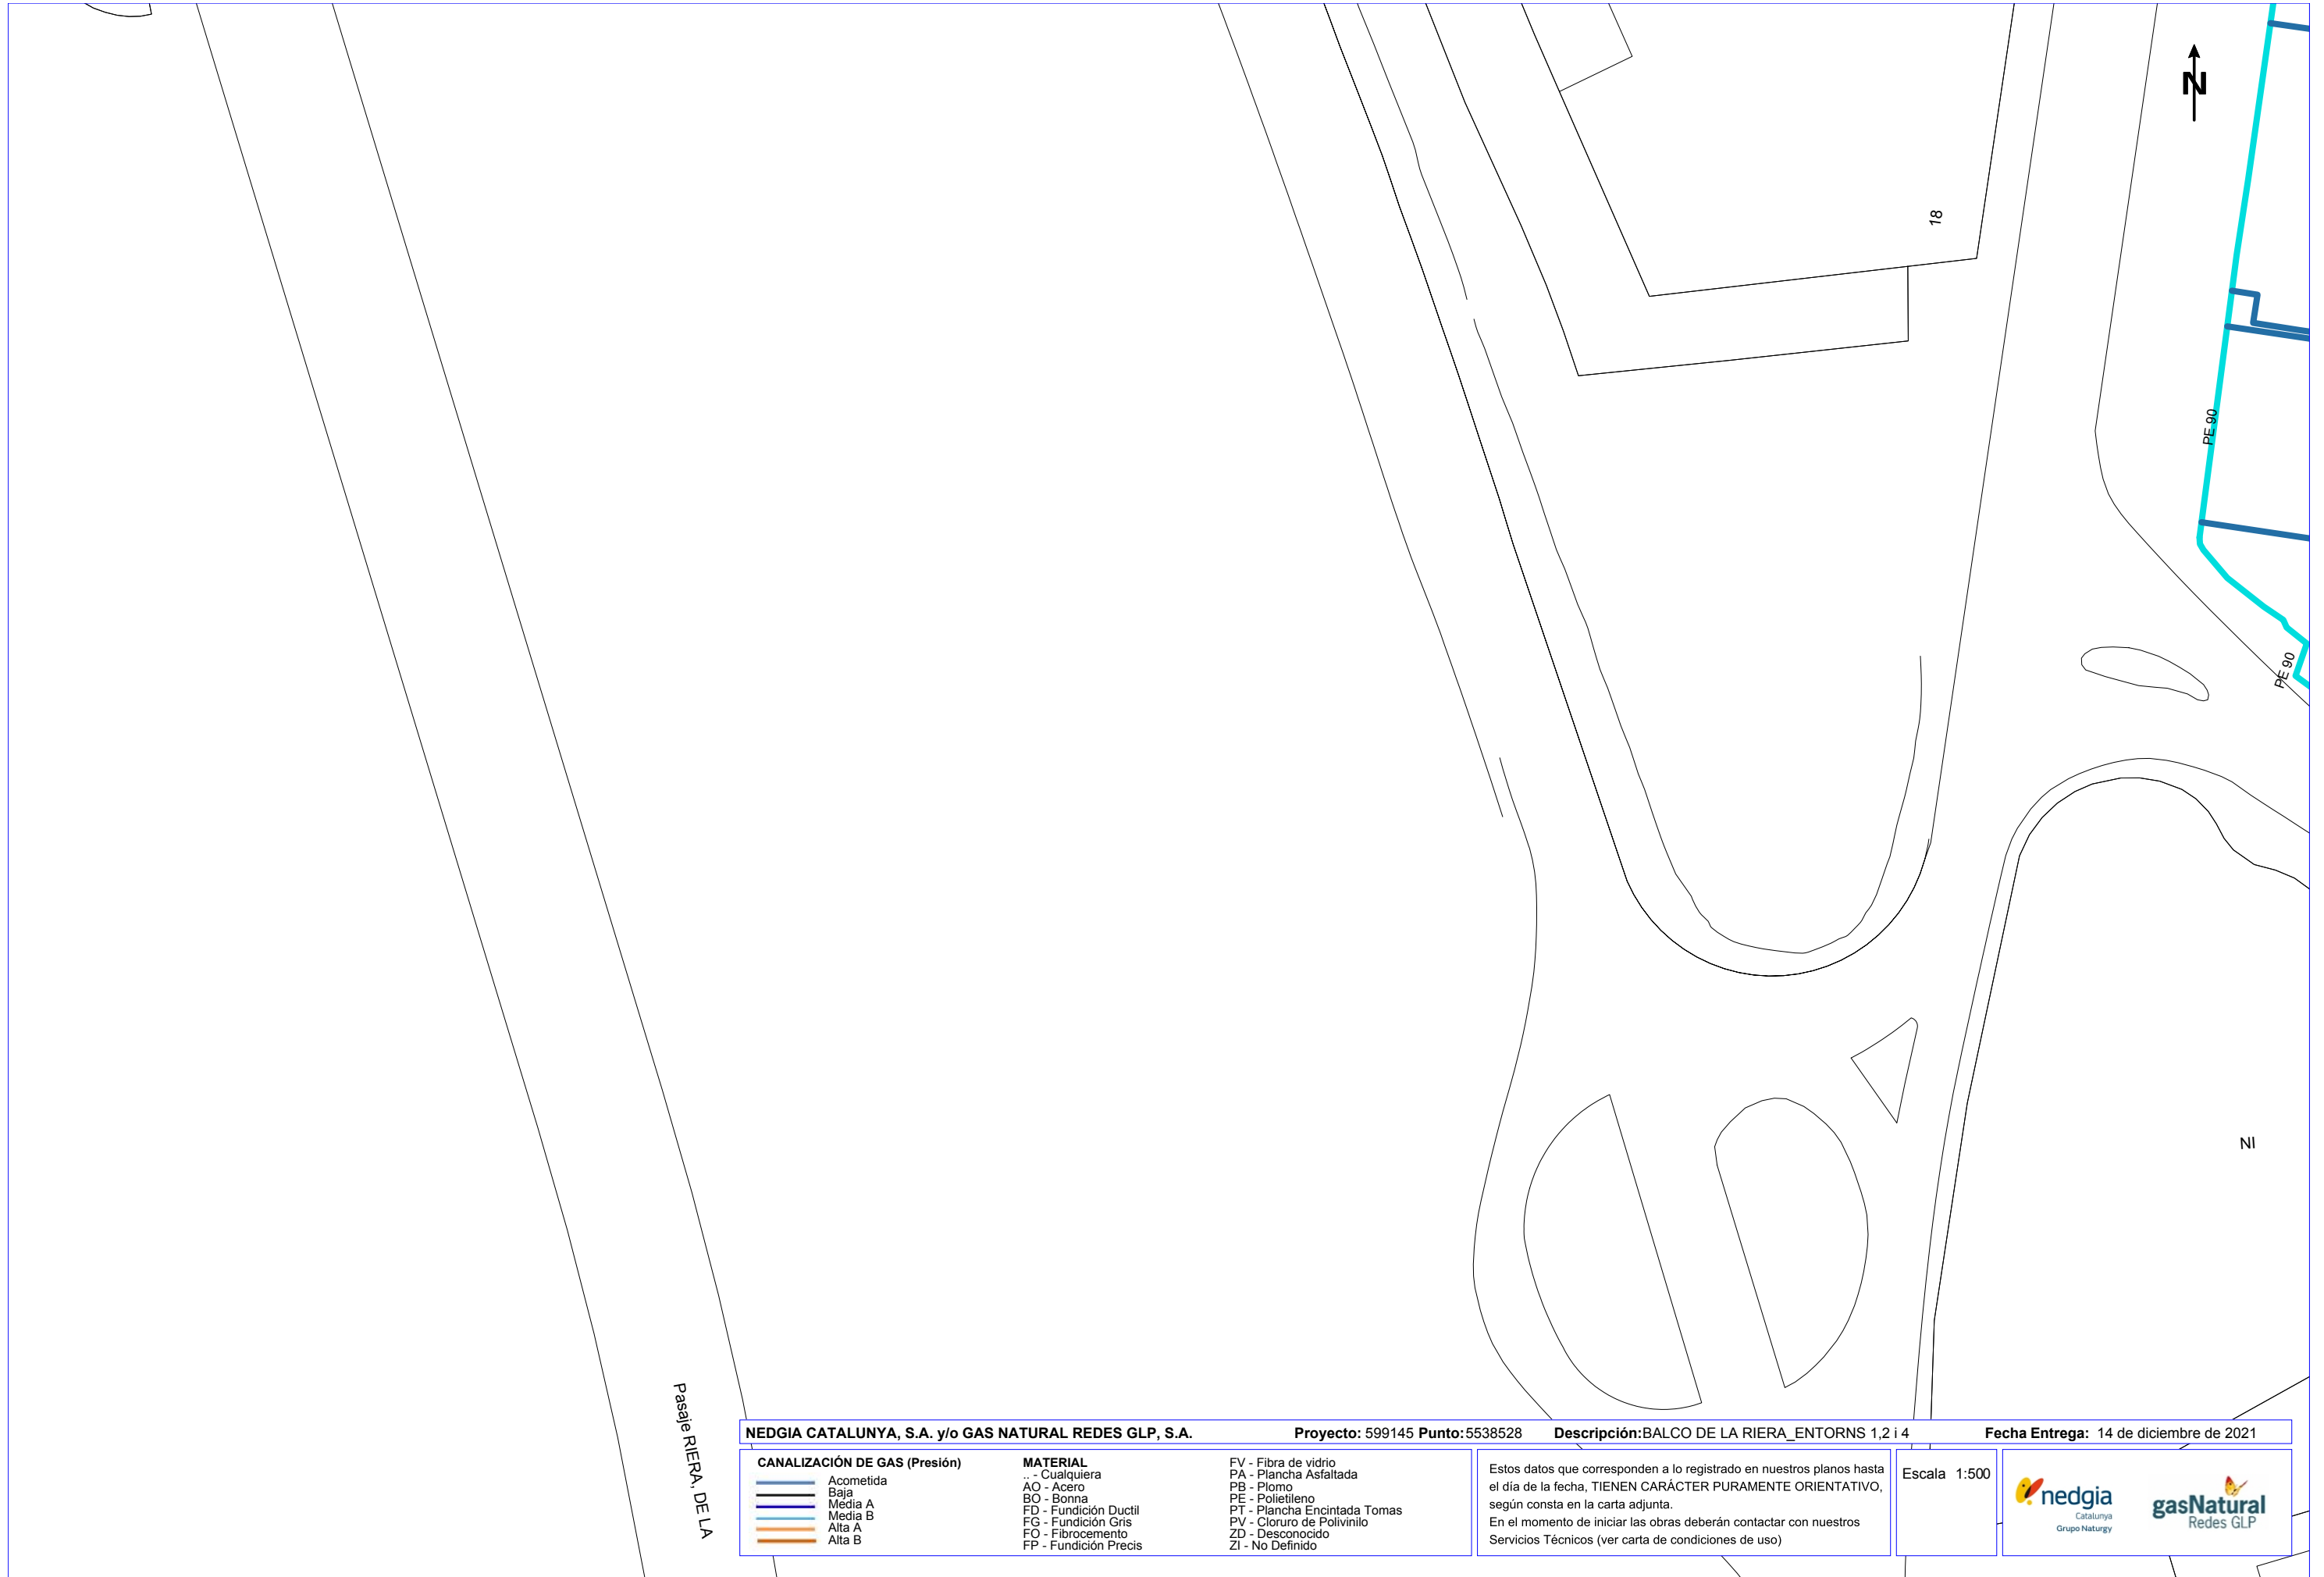 N
18
PE 90
PE 90
NI
Pasaje RIERA, DE LA
NEDGIA CATALUNYA, S.A. y/o GAS NATURAL REDES GLP, S.A. Proyecto: 599145 Punto:5538528 Descripción:BALCO DE LA RIERA_ENTORNS 1,2 i 4 Fecha Entrega: 14 de diciembre de 2021
CANALIZACIÓN DE GAS (Presión)
Acometida
Baja
Media A
Media B
Alta A
Alta B
MATERIAL
.. - Cualquiera
AO - Acero
BO - Bonna
FD - Fundición Ductil
FG - Fundición Gris
FO - Fibrocemento
FP - Fundición Precis
FV - Fibra de vidrio
PA - Plancha Asfaltada
PB - Plomo
PE - Polietileno
PT - Plancha Encintada Tomas
PV - Cloruro de Polivinilo
ZD - Desconocido
ZI - No Definido
Estos datos que corresponden a lo registrado en nuestros planos hasta
el día de la fecha, TIENEN CARÁCTER PURAMENTE ORIENTATIVO,
según consta en la carta adjunta.
En el momento de iniciar las obras deberán contactar con nuestros
Servicios Técnicos (ver carta de condiciones de uso)
Escala 1:500
nedgia
Catalunya
Grupo Naturgy
gasNatural
Redes GLP